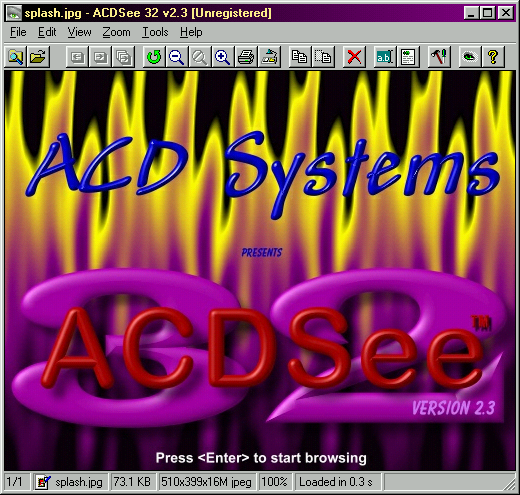 splash.jpg - ACDSee 32 v2.3 [Unregistered]
File Edit View Zoom Tools Help
a.b
ACD Systems
PRESENTS
32
ACDSee™
VERSION 2.3
Press <Enter> to start browsing
1/1 splash.jpg 73.1 KB 510x399x16M jpeg 100% Loaded in 0.3 s